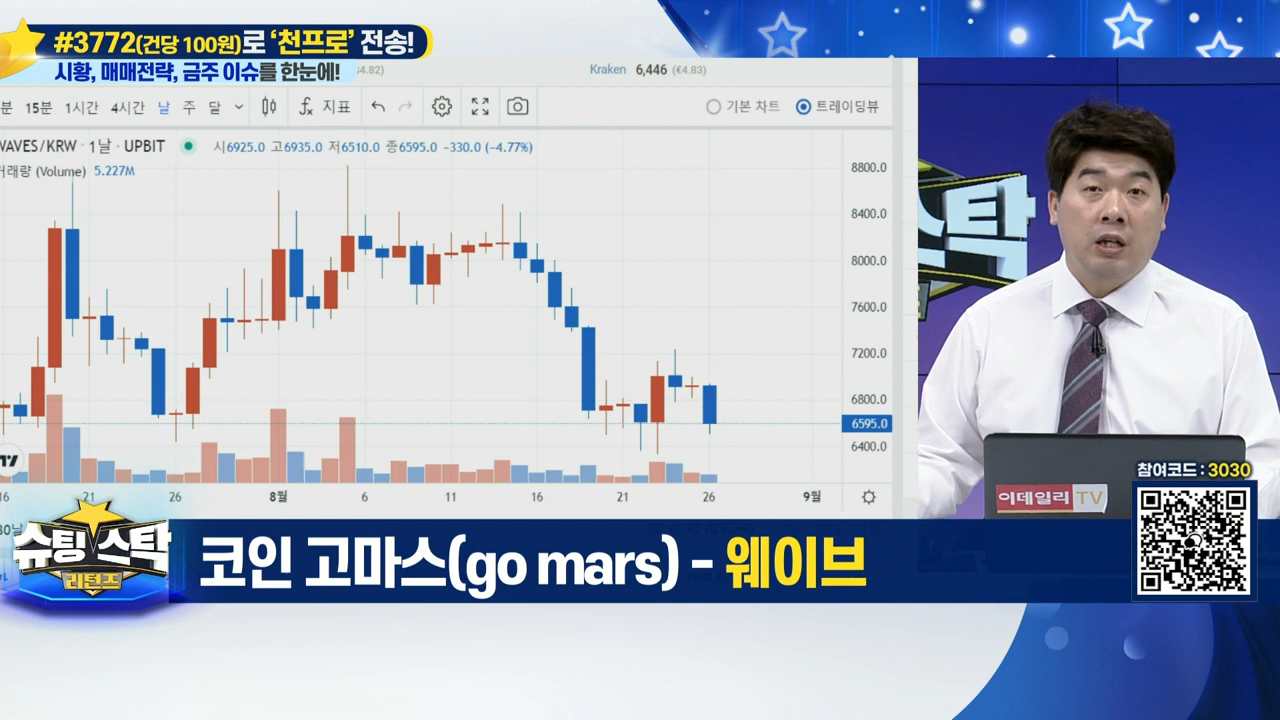 #3772(건당 100원)로 '천프로' 전송!
시황, 매매전략, 금주 이슈를 한눈에!
4.82)
Kraken 6,446 (€4.83)
분 15분 1시간 4시간 날 주 달 지표
기본 차트 트레이딩뷰
WAVES/KRW · 1날 · UPBIT 시6925.0 고6935.0 저6510.0 종6595.0 -330.0 (-4.77%)
거래량 (Volume) 5.227M
8800.0
8400.0
8000.0
7600.0
7200.0
6800.0
6595.0
6400.0
16 21 26 8월 6 11 16 21 26 9월
스탁
참여코드 : 3030
이데일리 TV
슈팅스탁
리턴즈
코인 고마스(go mars) - 웨이브